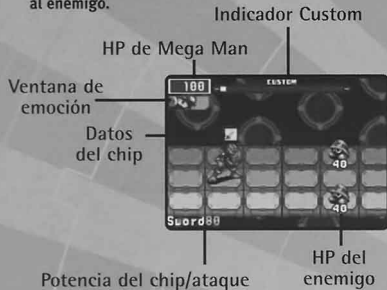 al enemigo.
Indicador Custom
HP de Mega Man
Ventana de
emoción
Datos
del chip
100
CUSTOM
40
40
Sword80
HP del
enemigo
Potencia del chip/ataque